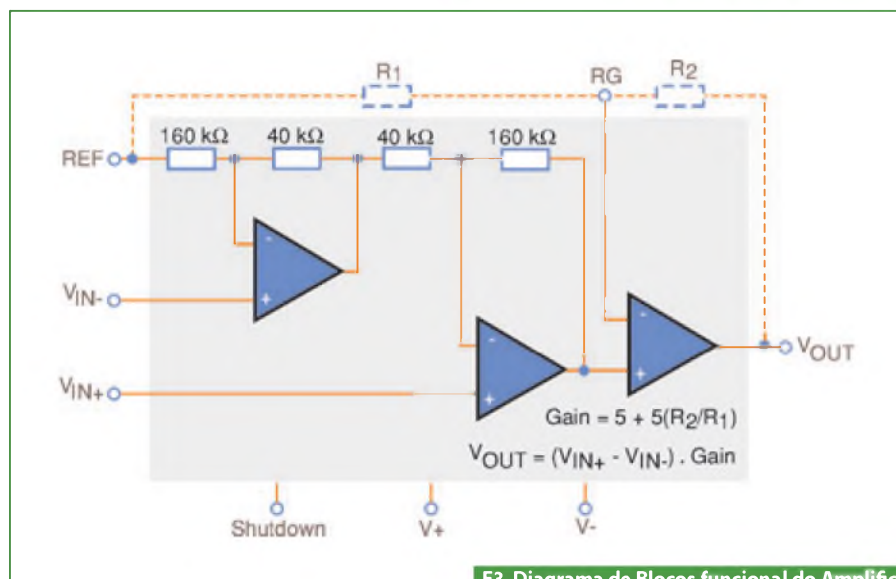 R1
RG
R2
160 kΩ
40 kΩ
40 kΩ
160 kΩ
REF
-
VIN-
+
-
-
VOUT
VIN+
+
+
Gain = 5 + 5(R2/R1)
VOUT = (VIN+ - VIN-) . Gain
Shutdown
V+
V-
F3. Diagrama de Blocos funcional do